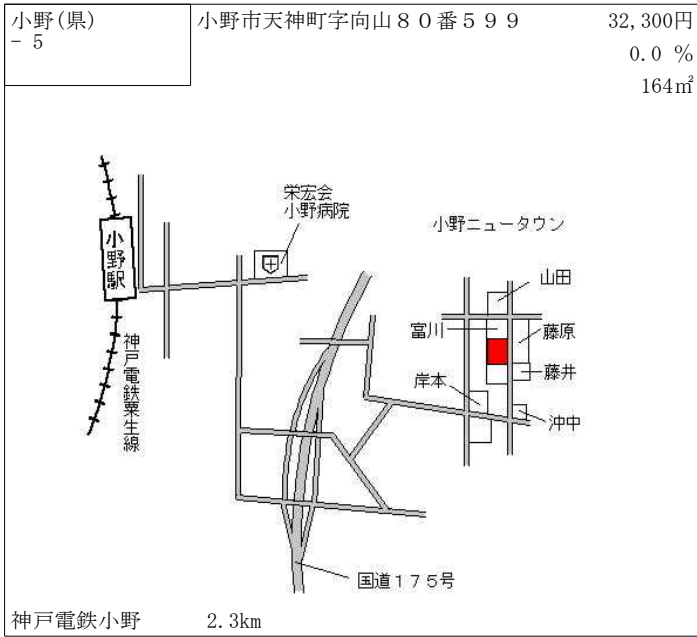 小野(県)
- 5
小野市天神町字向山８０番５９９
32,300円
0.0 %
164㎡
栄宏会
小野病院
小野ニュータウン
小野駅
山田
富川
藤原
藤井
岸本
沖中
神戸電鉄粟生線
国道１７５号
神戸電鉄小野 2.3km